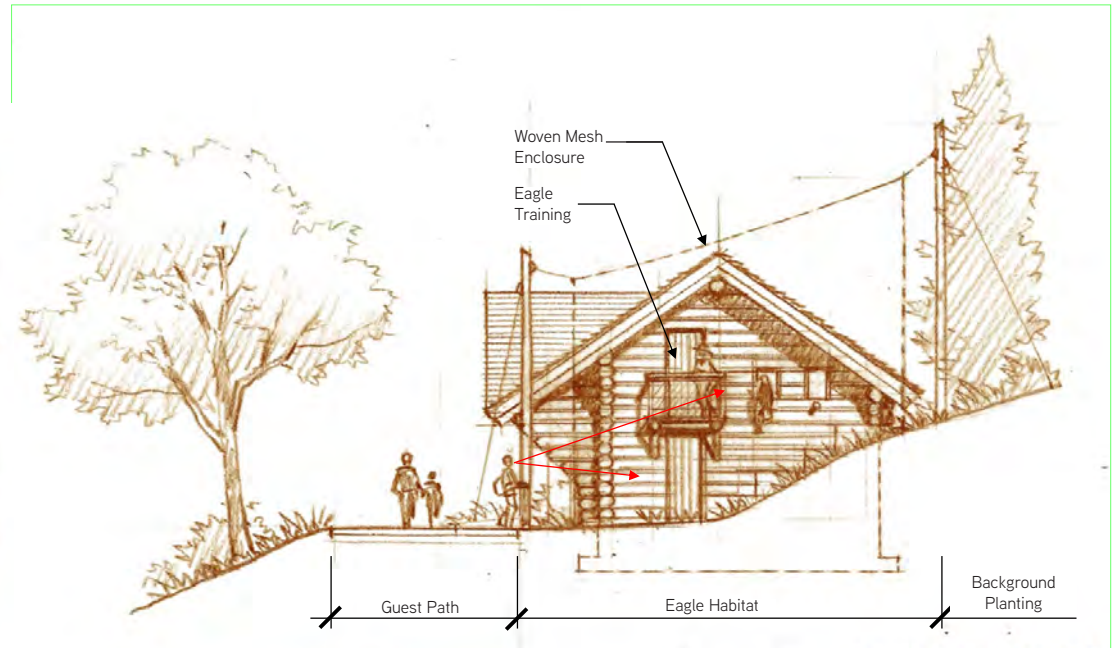 Woven Mesh
Enclosure
Eagle
Training
Guest Path
Eagle Habitat
Background
Planting